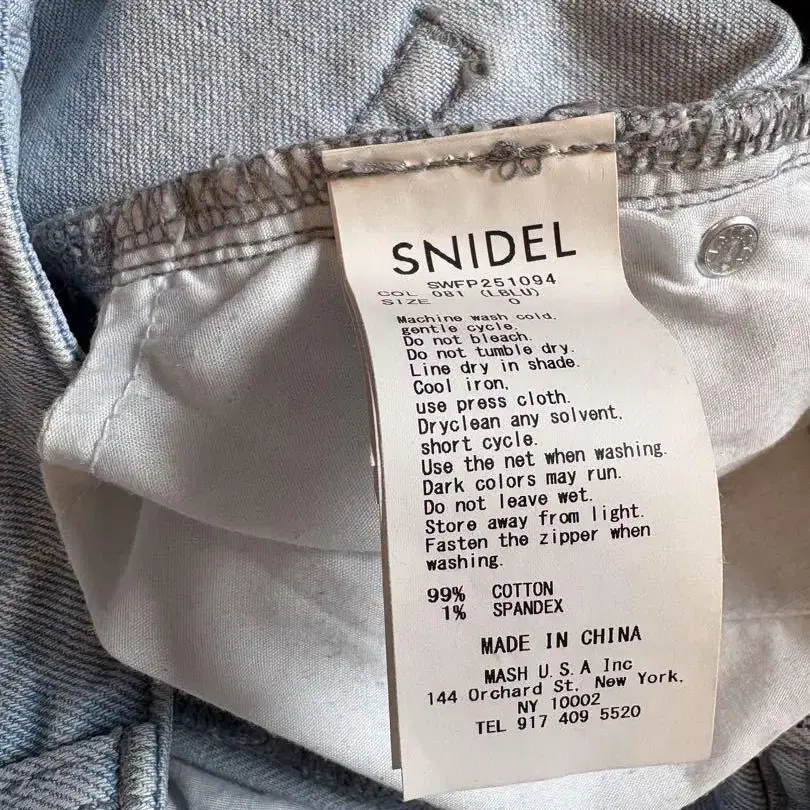 SNIDEL
SWFP251094
COL 081 (LBLU)
SIZE 0
Machine wash cold,
gentle cycle.
Do not bleach.
Do not tumble dry.
Line dry in shade.
Cool iron,
use press cloth.
Dryclean any solvent,
short cycle.
Use the net when washing.
Dark colors may run.
Do not leave wet.
Store away from light.
Fasten the zipper when
washing.
99% COTTON
1% SPANDEX
MADE IN CHINA
MASH U.S.A Inc
144 Orchard St, New York,
NY 10002
TEL 917 409 5520